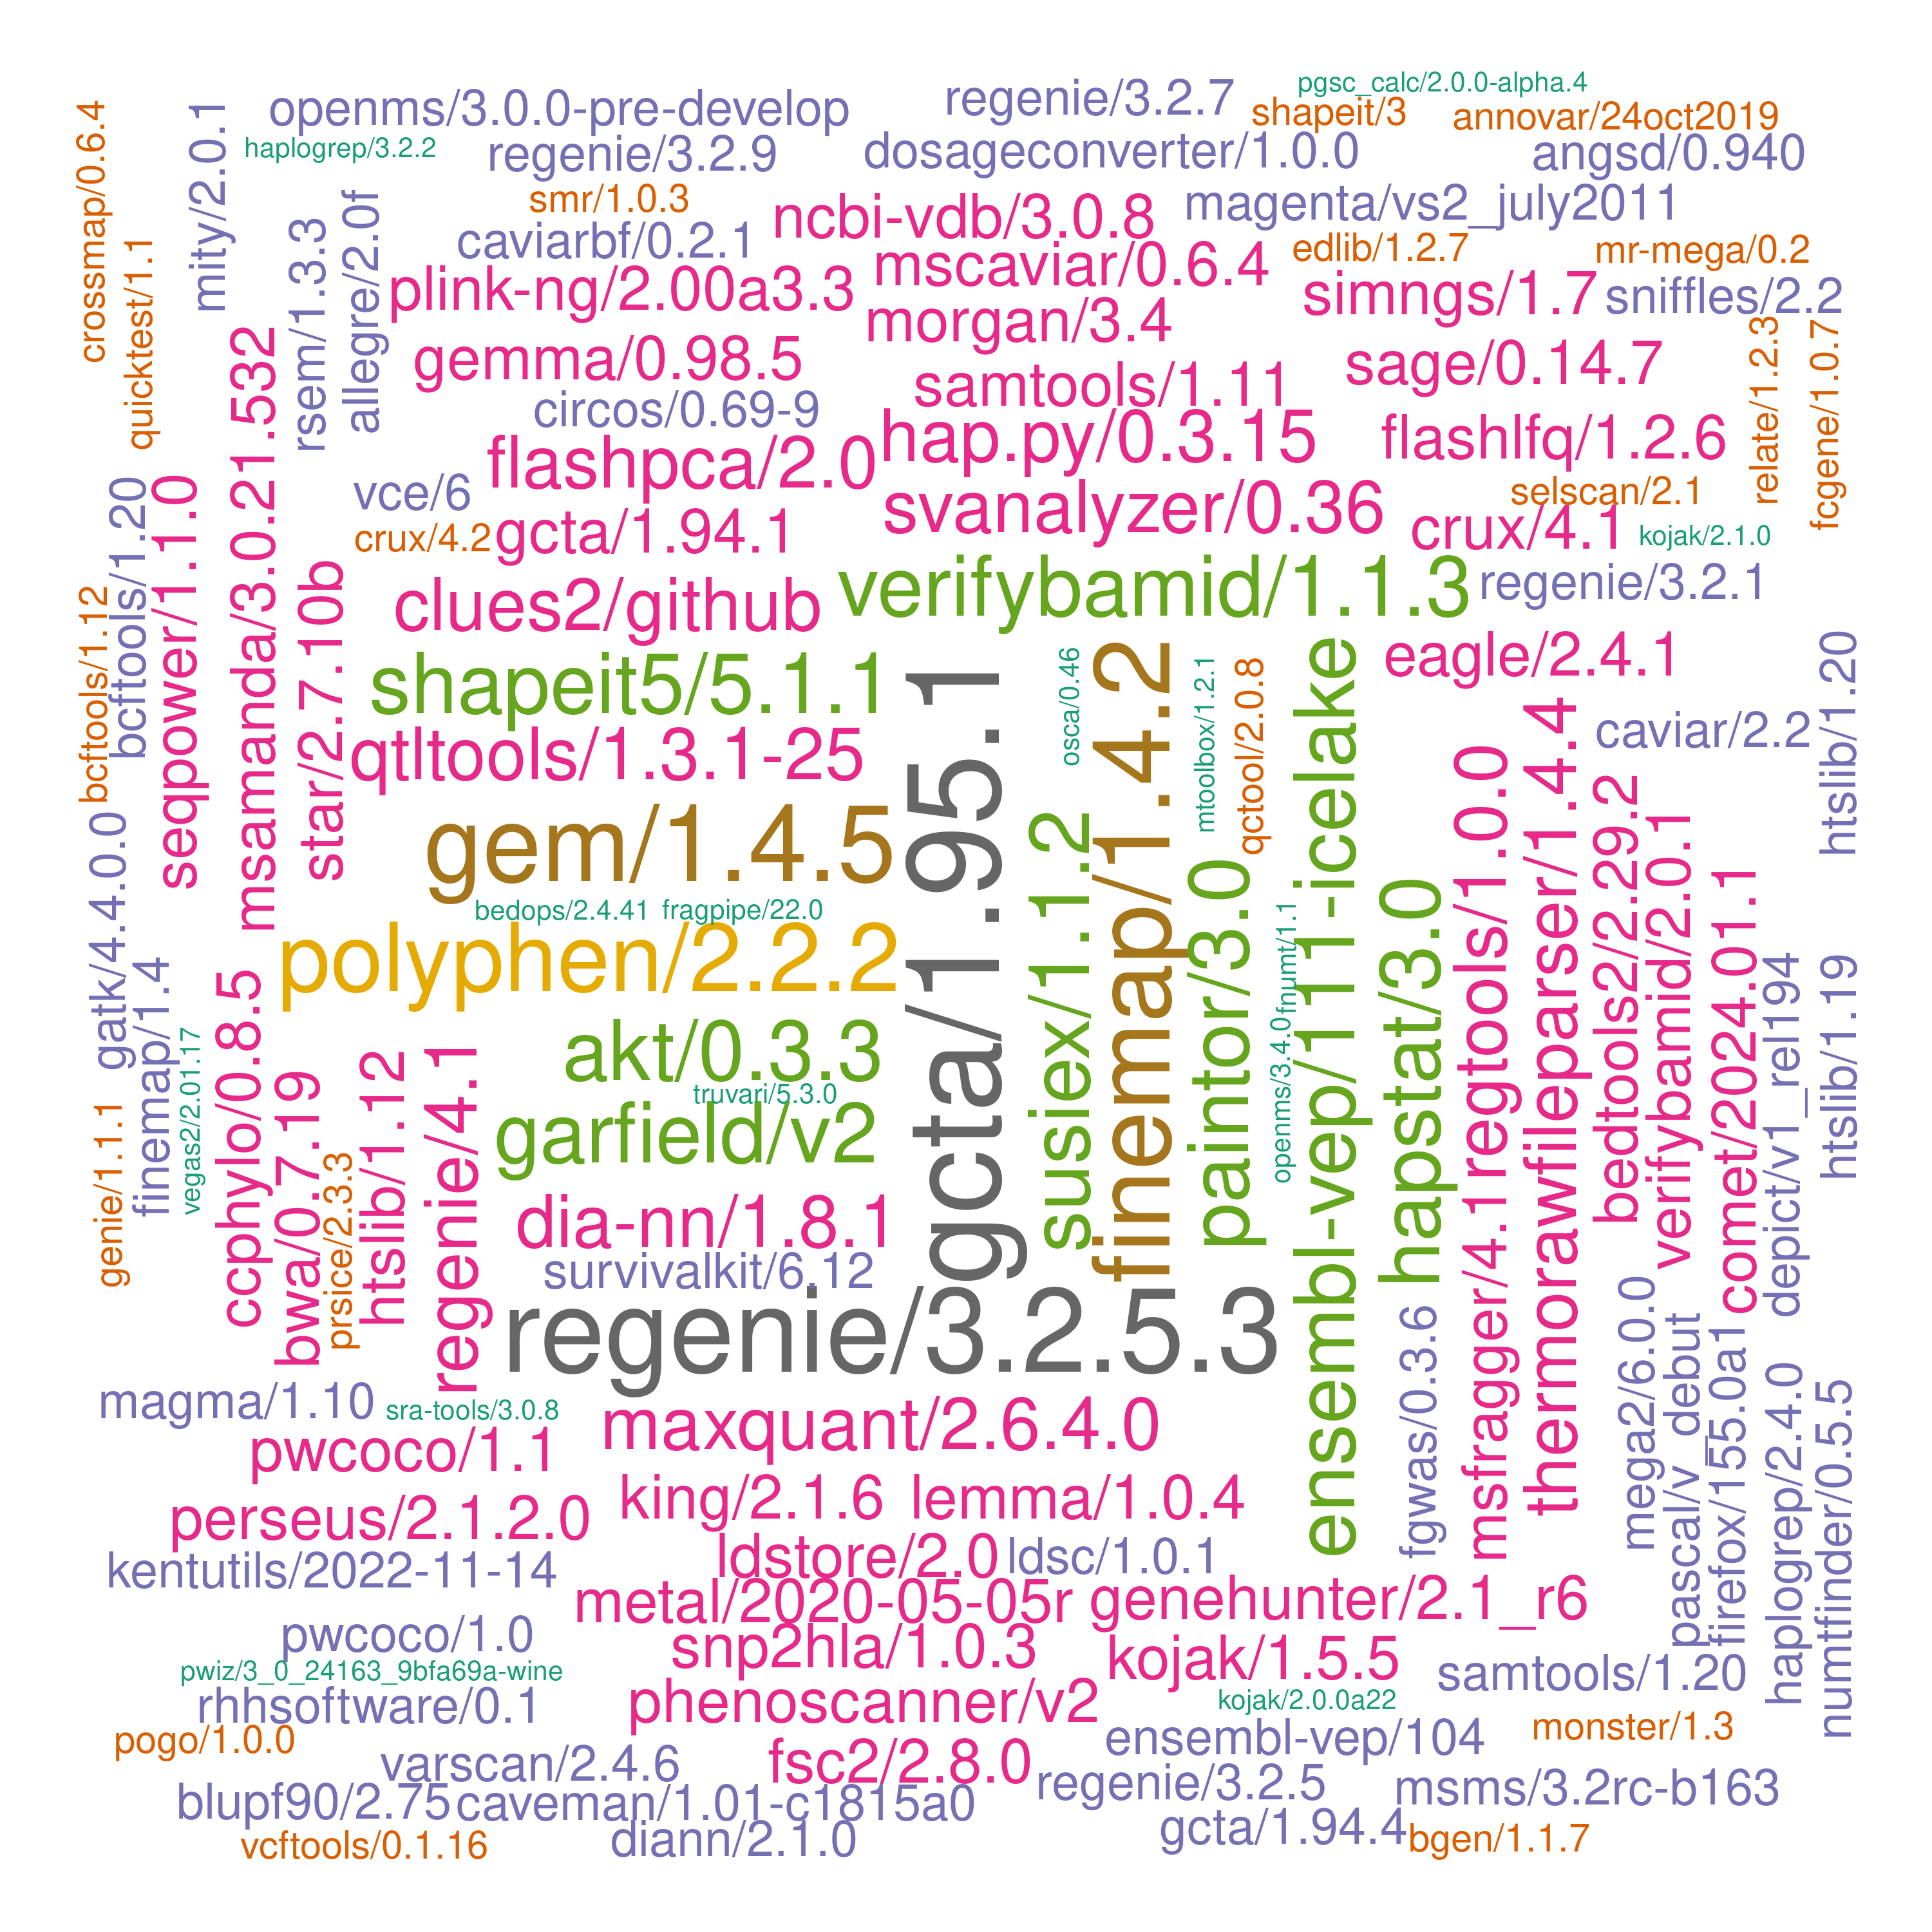 pgsc_calc/2.0.0-alpha.4
regenie/3.2.7
openms/3.0.0-pre-develop
shapeit/3
annovar/24oct2019
haplogrep/3.2.2
regenie/3.2.9
dosageconverter/1.0.0
angsd/0.940
crossmap/0.6.4
mity/2.0.1
smr/1.0.3
ncbi-vdb/3.0.8
magenta/vs2_july2011
caviarbf/0.2.1
edlib/1.2.7
mr-mega/0.2
quicktest/1.1
rsem/1.3.3
allegre/2.0f
plink-ng/2.00a3.3
mscaviar/0.6.4
simngs/1.7
sniffles/2.2
morgan/3.4
gemma/0.98.5
samtools/1.11
sage/0.14.7
relate/1.2.3
fcgene/1.0.7
circos/0.69-9
hap.py/0.3.15
flashlfq/1.2.6
flashpca/2.0
msamanda/3.0.21.532
vce/6
svanalyzer/0.36
selscan/2.1
crux/4.2
gcta/1.94.1
crux/4.1
kojak/2.1.0
bcftools/1.12
bcftools/1.20
seqpower/1.1.0
star/2.7.10b
clues2/github
verifybamid/1.1.3
regenie/3.2.1
shapeit5/5.1.1
eagle/2.4.1
gcta/1.95.1
osca/0.46
finemap/1.4.2
mtoolbox/1.2.1
qctool/2.0.8
ensembl-vep/111-icelake
qtltools/1.3.1-25
caviar/2.2
htslib/1.20
gem/1.4.5
susiex/1.1.2
paintor/3.0
hapstat/3.0
regtools/1.0.0
thermorawfileparser/1.4.4
bedtools2/2.29.2
verifybamid/2.0.1
comet/2024.01.1
gatk/4.4.0.0
bedops/2.4.41
fragpipe/22.0
polyphen/2.2.2
fnumt/1.1
finemap/1.4
vegas2/2.01.17
ccphylo/0.8.5
akt/0.3.3
openms/3.4.0
depict/v1_rel194
htslib/1.19
truvari/5.3.0
genie/1.1.1
bwa/0.7.19
prsice/2.3.3
htslib/1.12
regenie/4.1
garfield/v2
msfragger/4.1
dia-nn/1.8.1
survivalkit/6.12
regenie/3.2.5.3
fgwas/0.3.6
mega2/6.0.0
pascal/v_debut
firefox/155.0a1
haplogrep/2.4.0
numtfinder/0.5.5
magma/1.10
sra-tools/3.0.8
maxquant/2.6.4.0
pwcoco/1.1
king/2.1.6
lemma/1.0.4
perseus/2.1.2.0
ldstore/2.0
ldsc/1.0.1
kentutils/2022-11-14
metal/2020-05-05r
genehunter/2.1_r6
pwcoco/1.0
snp2hla/1.0.3
kojak/1.5.5
pwiz/3_0_24163_9bfa69a-wine
samtools/1.20
rhhsoftware/0.1
phenoscanner/v2
kojak/2.0.0a22
pogo/1.0.0
ensembl-vep/104
monster/1.3
varscan/2.4.6
fsc2/2.8.0
regenie/3.2.5
msms/3.2rc-b163
blupf90/2.75
caveman/1.01-c1815a0
vcftools/0.1.16
diann/2.1.0
gcta/1.94.4
bgen/1.1.7